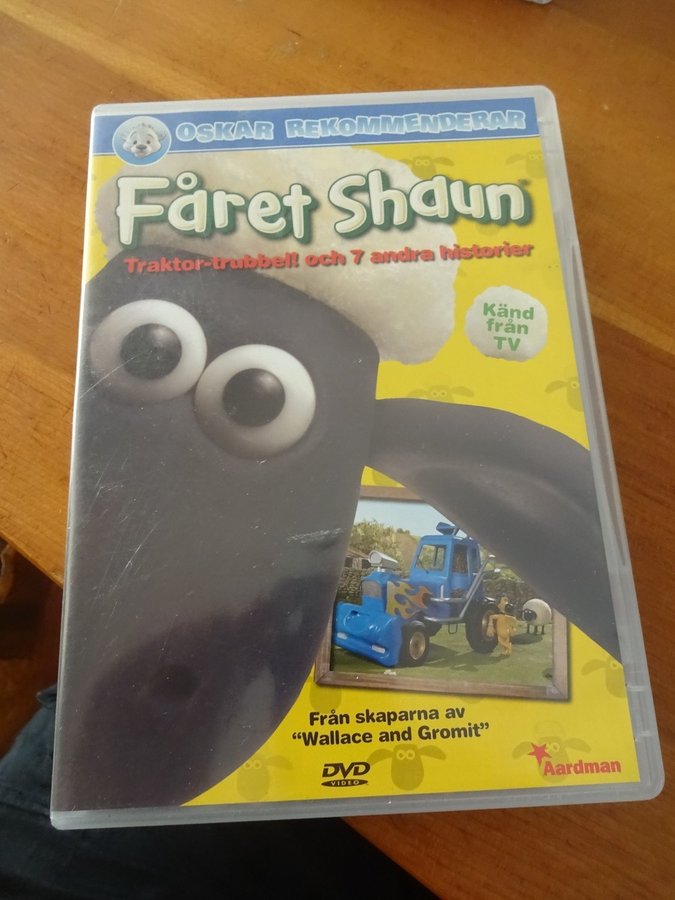 OSKAR REKOMMENDERAR
Fåret Shaun
Traktor-trubbel! och 7 andra historier
Känd
från
TV
Från skaparna av
"Wallace and Gromit"
DVD
VIDEO
Aardman